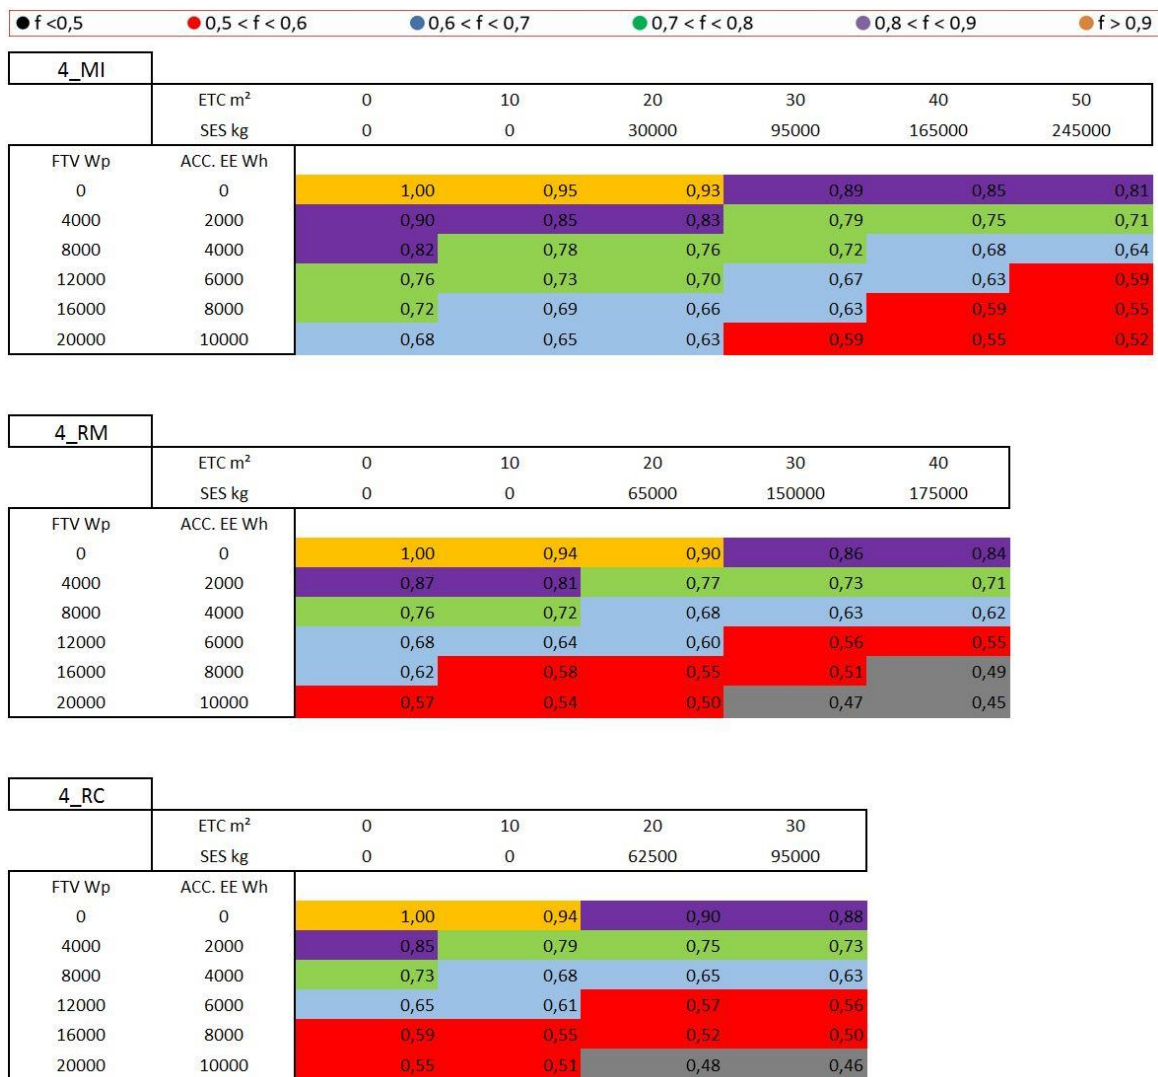 f <0,5 0,5 < f < 0,6 0,6 < f < 0,7 0,7 < f < 0,8 0,8 < f < 0,9 f > 0,9
4_MI
ETC m² 0 10 20 30 40 50
SES kg 0 0 30000 95000 165000 245000
FTV Wp ACC. EE Wh
0 0 1,00 0,95 0,93 0,89 0,85 0,81
4000 2000 0,90 0,85 0,83 0,79 0,75 0,71
8000 4000 0,82 0,78 0,76 0,72 0,68 0,64
12000 6000 0,76 0,73 0,70 0,67 0,63 0,59
16000 8000 0,72 0,69 0,66 0,63 0,59 0,55
20000 10000 0,68 0,65 0,63 0,59 0,55 0,52
4_RM
ETC m² 0 10 20 30 40
SES kg 0 0 65000 150000 175000
FTV Wp ACC. EE Wh
0 0 1,00 0,94 0,90 0,86 0,84
4000 2000 0,87 0,81 0,77 0,73 0,71
8000 4000 0,76 0,72 0,68 0,63 0,62
12000 6000 0,68 0,64 0,60 0,56 0,55
16000 8000 0,62 0,58 0,55 0,51 0,49
20000 10000 0,57 0,54 0,50 0,47 0,45
4_RC
ETC m² 0 10 20 30
SES kg 0 0 62500 95000
FTV Wp ACC. EE Wh
0 0 1,00 0,94 0,90 0,88
4000 2000 0,85 0,79 0,75 0,73
8000 4000 0,73 0,68 0,65 0,63
12000 6000 0,65 0,61 0,57 0,56
16000 8000 0,59 0,55 0,52 0,50
20000 10000 0,55 0,51 0,48 0,46